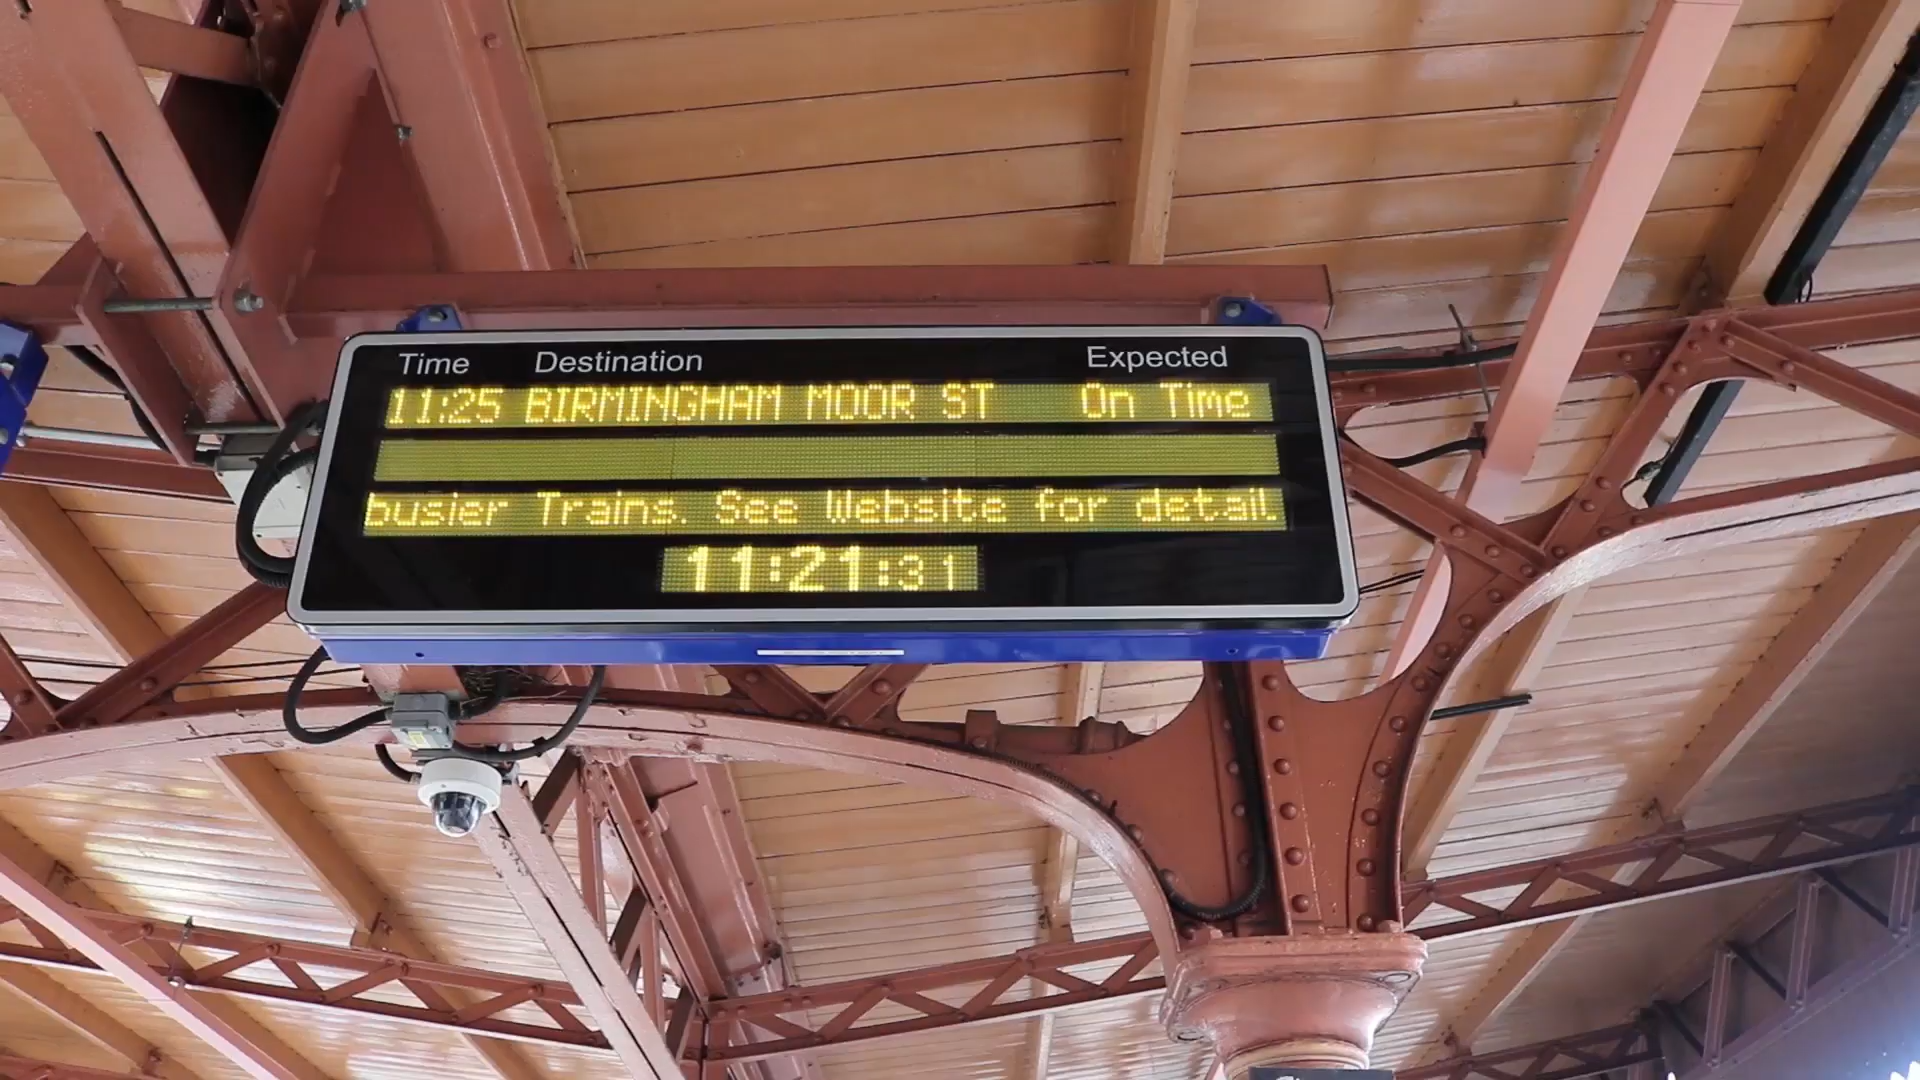 Time Destination Expected
11:25 BIRMINGHAM MOOR ST On Time
busier Trains. See Website for detail
11:21:31